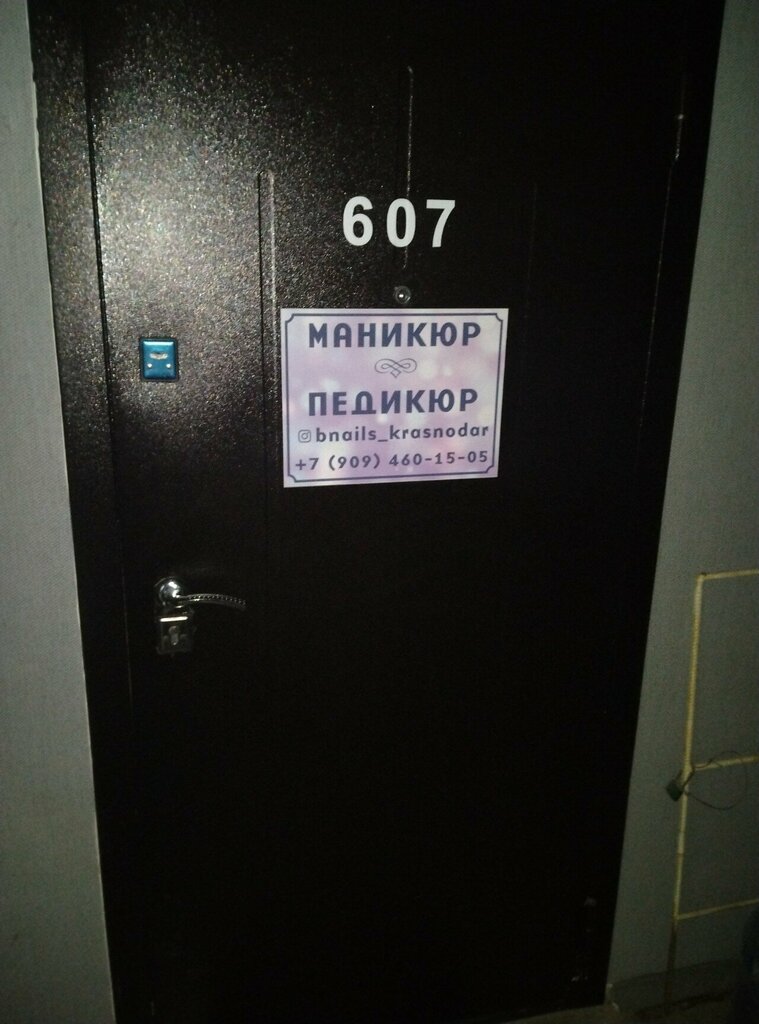 607
МАНИКЮР
ПЕДИКЮР
bnails_krasnodar
+7 (909) 460-15-05